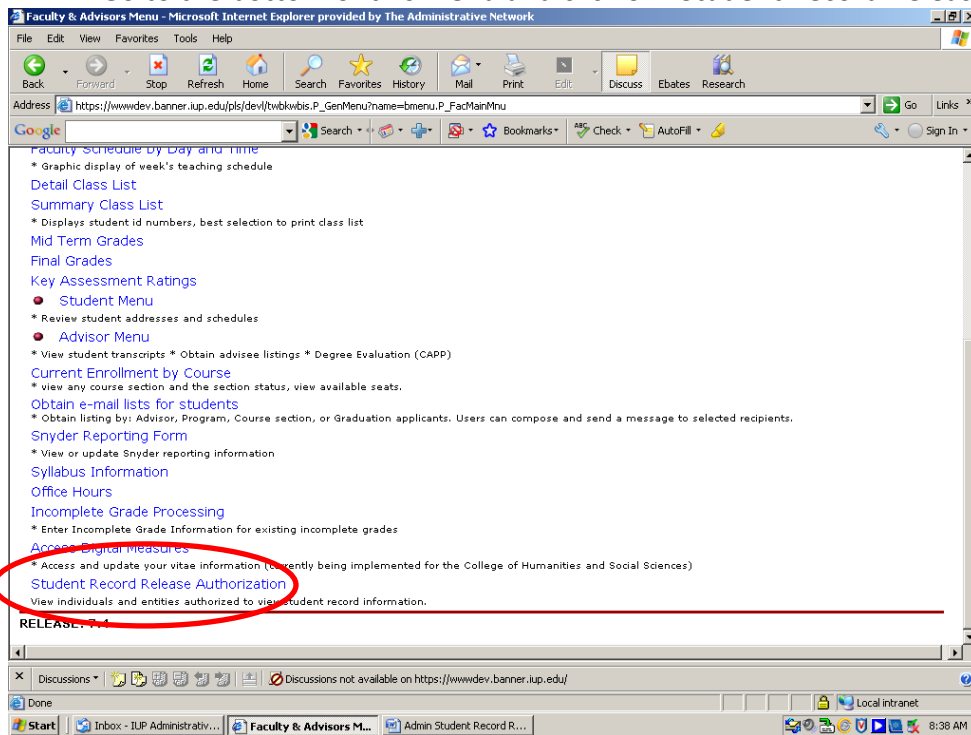 Faculty & Advisors Menu - Microsoft Internet Explorer provided by The Administrative Network
File Edit View Favorites Tools Help
Back Forward Stop Refresh Home Search Favorites History Mail Print Edit Discuss Ebates Research
Address https://wwwdev.banner.iup.edu/pls/devl/twbkwbis.P_GenMenu?name=bmenu.P_FacMainMnu Go Links »
Google Search Bookmarks Check AutoFill Sign In
Faculty Schedule by Day and Time
* Graphic display of week's teaching schedule
Detail Class List
Summary Class List
* Displays student id numbers, best selection to print class list
Mid Term Grades
Final Grades
Key Assessment Ratings
Student Menu
* Review student addresses and schedules
Advisor Menu
* View student transcripts * Obtain advisee listings * Degree Evaluation (CAPP)
Current Enrollment by Course
* view any course section and the section status, view available seats.
Obtain e-mail lists for students
* Obtain listing by: Advisor, Program, Course section, or Graduation applicants. Users can compose and send a message to selected recipients.
Snyder Reporting Form
* View or update Snyder reporting information
Syllabus Information
Office Hours
Incomplete Grade Processing
* Enter Incomplete Grade Information for existing incomplete grades
Access Digital Measures
* Access and update your vitae information (currently being implemented for the College of Humanities and Social Sciences)
Student Record Release Authorization
View individuals and entities authorized to view student record information.
RELEASE: 7.4
Discussions Discussions not available on https://wwwdev.banner.iup.edu/
Done Local intranet
Start Inbox - IUP Administrativ... Faculty & Advisors M... Admin Student Record R... 8:38 AM